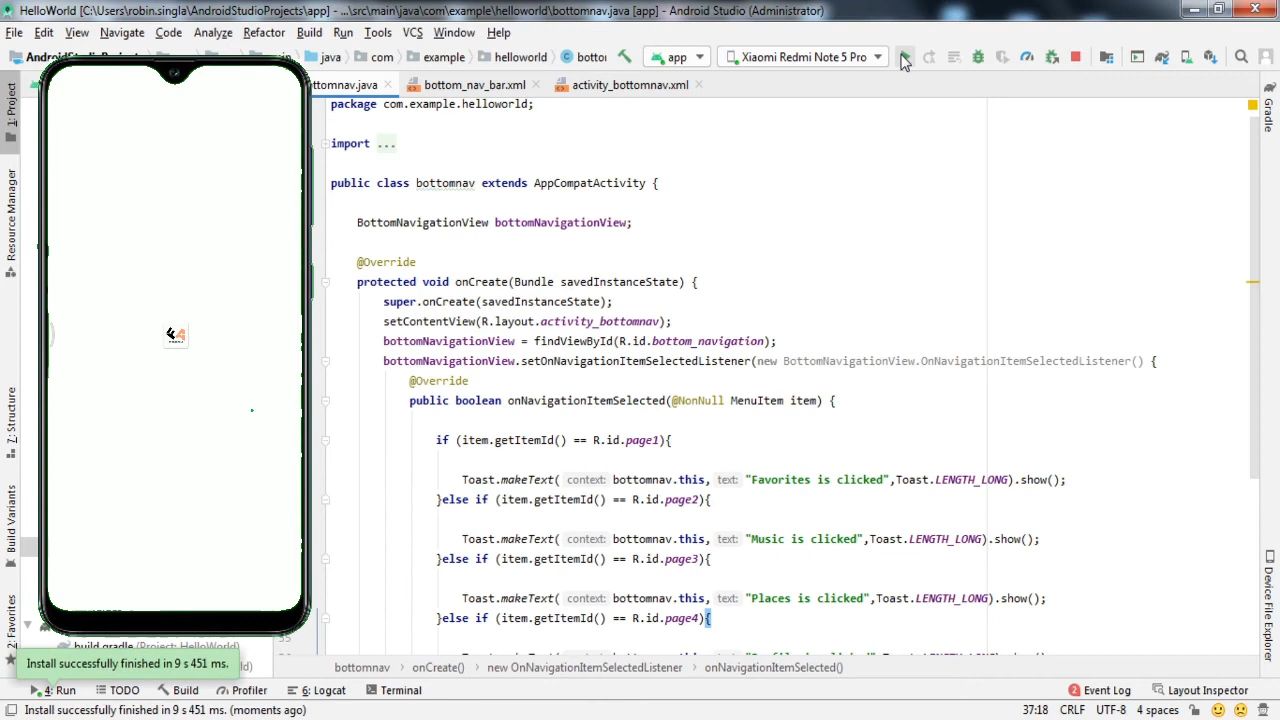 HelloWorld [C:\Users\robin.singla\AndroidStudioProjects\app] - ...\src\main\java\com\example\helloworld\bottomnav.java [app] - Android Studio (Administrator)
File Edit View Navigate Code Analyze Refactor Build Run Tools VCS Window Help
AndroidStudioProjects java com example helloworld botton app Xiaomi Redmi Note 5 Pro
ttomnav.java bottom_nav_bar.xml activity_bottomnav.xml
1: Project
Resource Manager
Z: Structure
Build Variants
2: Favorites
Gradle
Device File Explorer
package com.example.helloworld;
import ...
public class bottomnav extends AppCompatActivity {
BottomNavigationView bottomNavigationView;
@Override
protected void onCreate(Bundle savedInstanceState) {
super.onCreate(savedInstanceState);
setContentView(R.layout.activity_bottomnav);
bottomNavigationView = findViewById(R.id.bottom_navigation);
bottomNavigationView.setOnNavigationItemSelectedListener(new BottomNavigationView.OnNavigationItemSelectedListener() {
@Override
public boolean onNavigationItemSelected(@NonNull MenuItem item) {
if (item.getItemId() == R.id.page1){
Toast.makeText( context: bottomnav.this, text: "Favorites is clicked",Toast.LENGTH_LONG).show();
}else if (item.getItemId() == R.id.page2){
Toast.makeText( context: bottomnav.this, text: "Music is clicked",Toast.LENGTH_LONG).show();
}else if (item.getItemId() == R.id.page3){
Toast.makeText( context: bottomnav.this, text: "Places is clicked",Toast.LENGTH_LONG).show();
}else if (item.getItemId() == R.id.page4){
build.gradle (Project: HelloWorld)
Install successfully finished in 9 s 451 ms.
bottomnav onCreate() new OnNavigationItemSelectedListener onNavigationItemSelected()
4: Run TODO Build Profiler 6: Logcat Terminal 2 Event Log Layout Inspector
Install successfully finished in 9 s 451 ms. (moments ago) 37:18 CRLF UTF-8 4 spaces